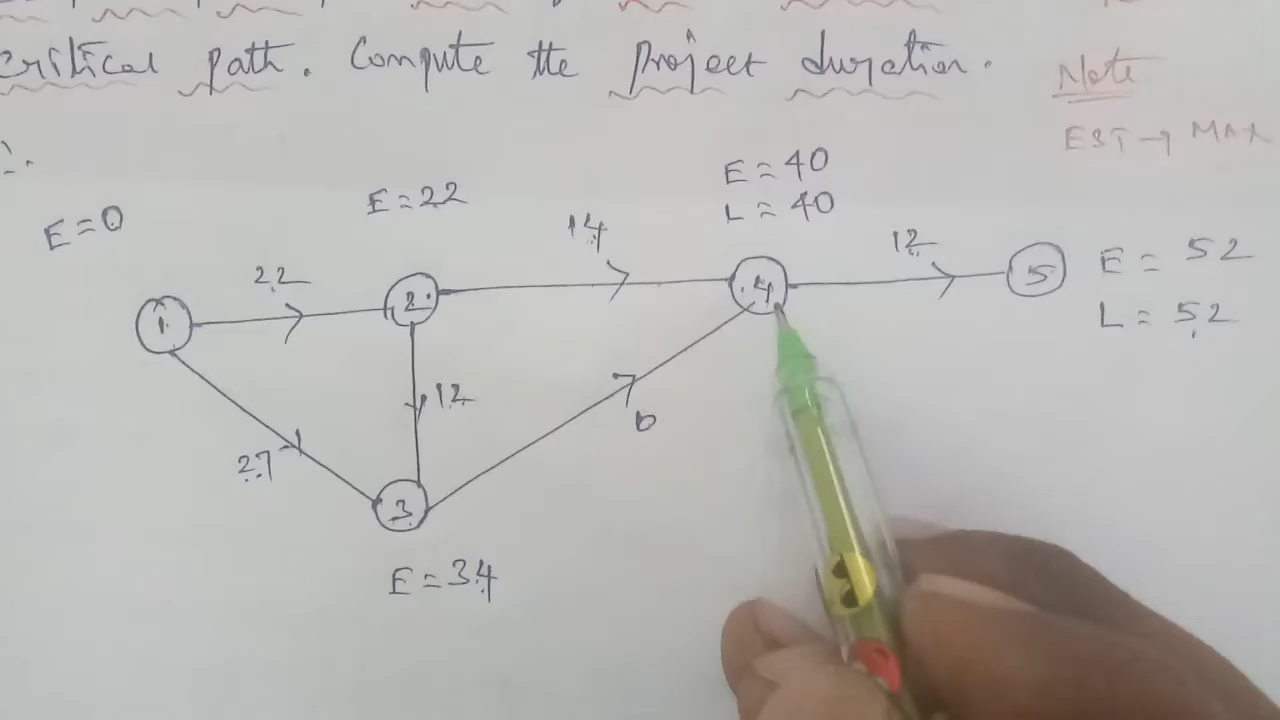 critical path. Compute the project duration.
Note
EST → MAX
E = 0
E = 22
E = 40
L = 40
22
14
12
1
2
4
5
E = 52
L = 52
12
27
6
3
E = 34